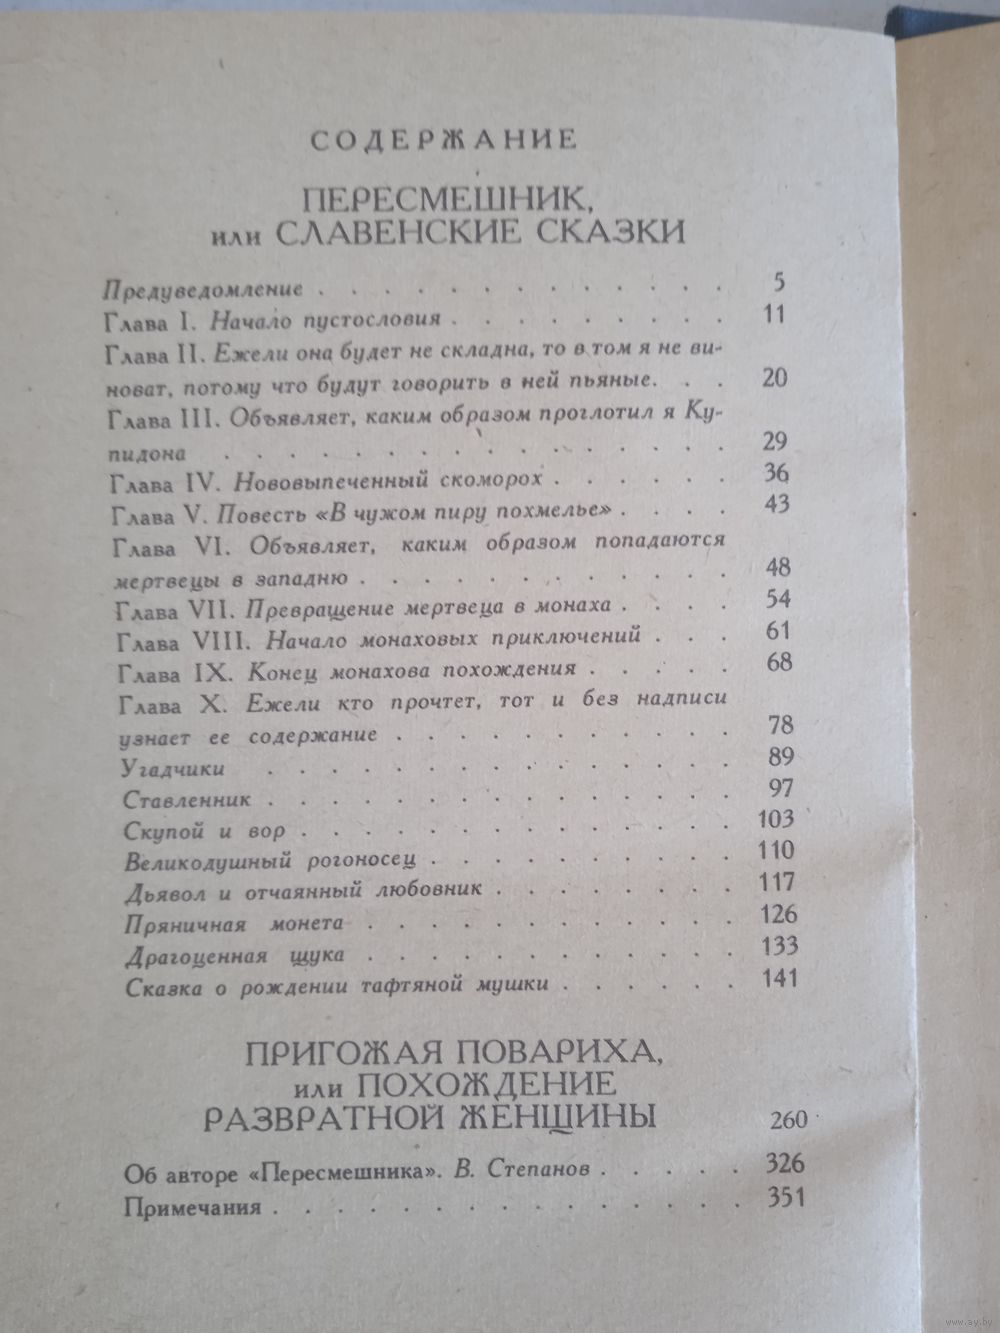 СОДЕРЖАНИЕ
ПЕРЕСМЕШНИК,
или СЛАВЕНСКИЕ СКАЗКИ
Предуведомление . . . . . . . . . . . . . 5
Глава I. Начало пустословия . . . . . . . . . 11
Глава II. Ежели она будет не складна, то в том я не ви-
новат, потому что будут говорить в ней пьяные. . . 20
Глава III. Объявляет, каким образом проглотил я Ку-
пидона . . . . . . . . . . . . . . . . 29
Глава IV. Нововыпеченный скоморох . . . . . . 36
Глава V. Повесть «В чужом пиру похмелье» . . . . 43
Глава VI. Объявляет, каким образом попадаются
мертвецы в западню . . . . . . . . . . . . 48
Глава VII. Превращение мертвеца в монаха . . . . 54
Глава VIII. Начало монаховых приключений . . . 61
Глава IX. Конец монахова похождения . . . . . 68
Глава X. Ежели кто прочтет, тот и без надписи
узнает ее содержание . . . . . . . . . . . 78
Угадчики . . . . . . . . . . . . . . . 89
Ставленник . . . . . . . . . . . . . . . 97
Скупой и вор . . . . . . . . . . . . . . 103
Великодушный рогоносец . . . . . . . . . . 110
Дьявол и отчаянный любовник . . . . . . . . 117
Пряничная монета . . . . . . . . . . . . 126
Драгоценная щука . . . . . . . . . . . . 133
Сказка о рождении тафтяной мушки . . . . . . 141
ПРИГОЖАЯ ПОВАРИХА,
или ПОХОЖДЕНИЕ
РАЗВРАТНОЙ ЖЕНЩИНЫ 260
Об авторе «Пересмешника». В. Степанов . . . . . 326
Примечания . . . . . . . . . . . . . . . 351
www.ay.by